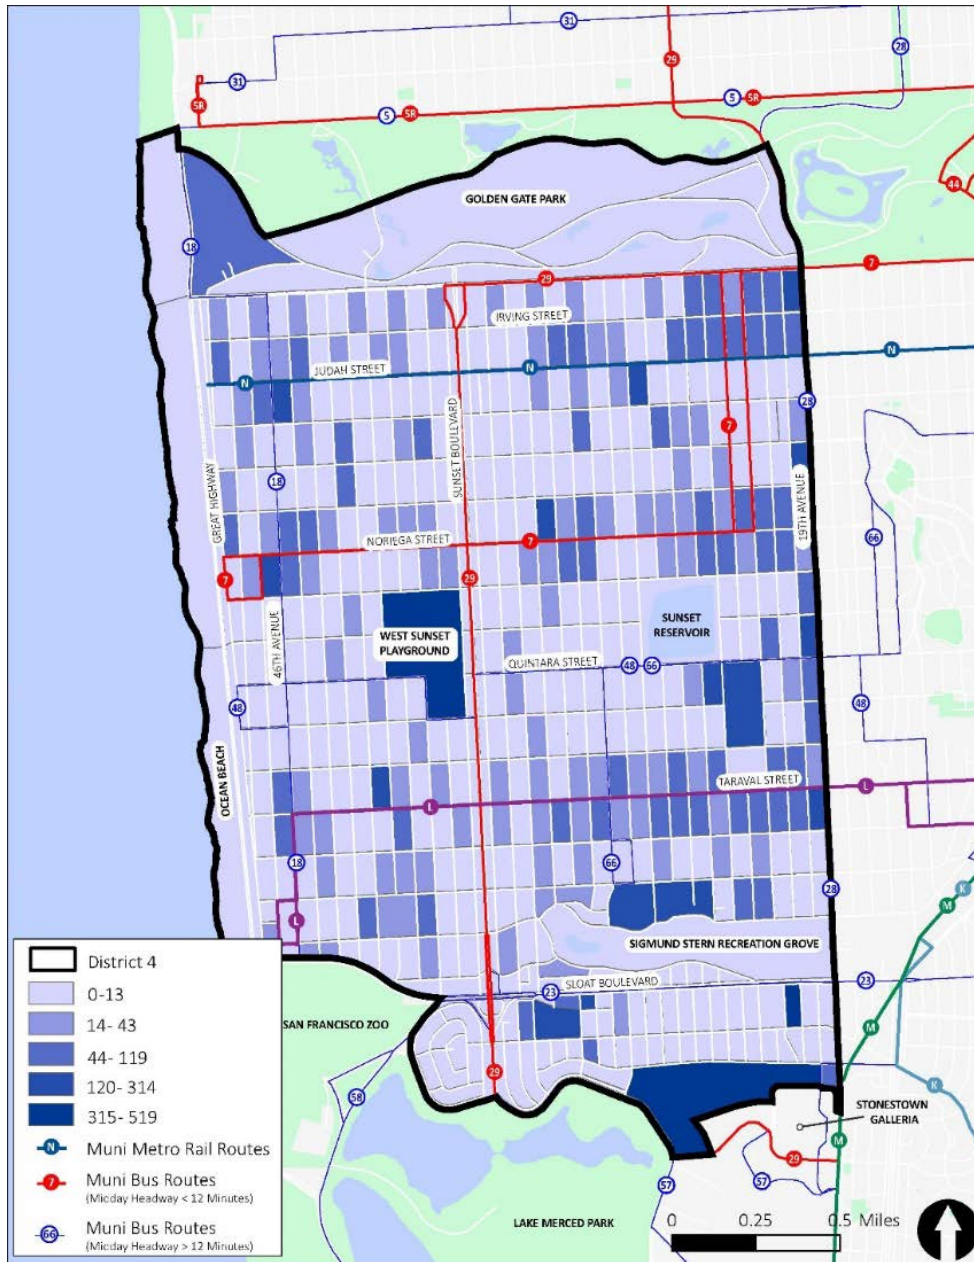 31
28
29
31
5R
5
5R
5
5R
44
GOLDEN GATE PARK
18
7
29
IRVING STREET
N
JUDAH STREET
N
N
28
SUNSET BOULEVARD
7
18
GREAT HIGHWAY
19TH AVENUE
NORIEGA STREET
7
66
7
29
SUNSET
RESERVOIR
WEST SUNSET
PLAYGROUND
46TH AVENUE
QUINTARA STREET
48
66
48
48
OCEAN BEACH
TARAVAL STREET
L
L
18
66
28
K
M
L
SIGMUND STERN RECREATION GROVE
SLOAT BOULEVARD
23
23
SAN FRANCISCO ZOO
M
29
K
58
STONESTOWN
GALLERIA
M
29
57
57
LAKE MERCED PARK
0 0.25 0.5 Miles
District 4
0-13
14- 43
44- 119
120- 314
315- 519
N Muni Metro Rail Routes
7 Muni Bus Routes
(Midday Headway < 12 Minutes)
66 Muni Bus Routes
(Midday Headway > 12 Minutes)